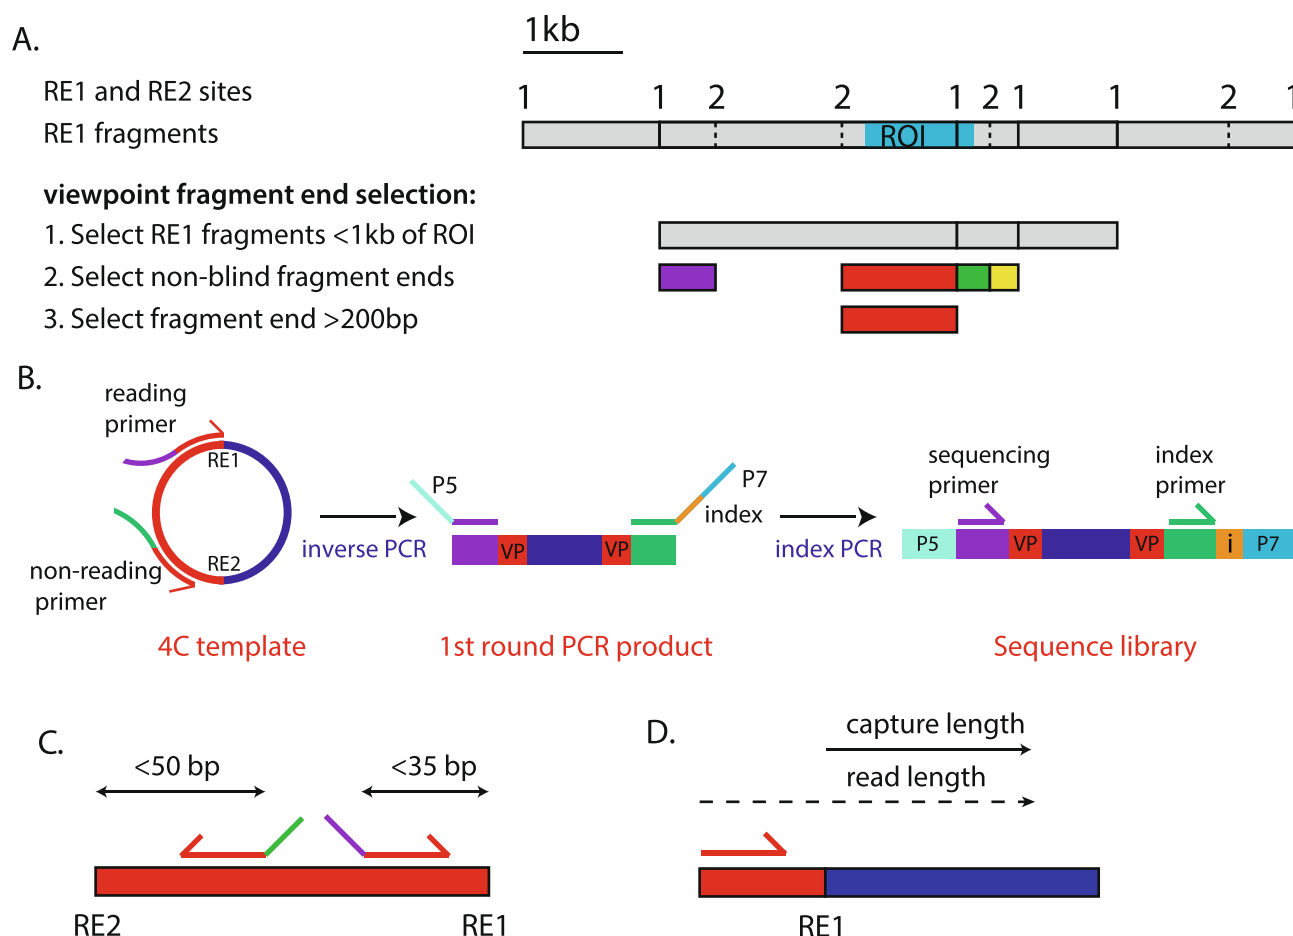 A.
1kb
RE1 and RE2 sites
1 1 2 2 1 2 1 1 2 1
RE1 fragments
ROI
viewpoint fragment end selection:
1. Select RE1 fragments <1kb of ROI
2. Select non-blind fragment ends
3. Select fragment end >200bp
B.
reading
primer
RE1
RE2
non-reading
primer
4C template
inverse PCR
P5
P7
index
VP
VP
1st round PCR product
index PCR
sequencing
primer
index
primer
P5
VP
VP
i
P7
Sequence library
C.
<50 bp
<35 bp
RE2
RE1
D.
capture length
read length
RE1